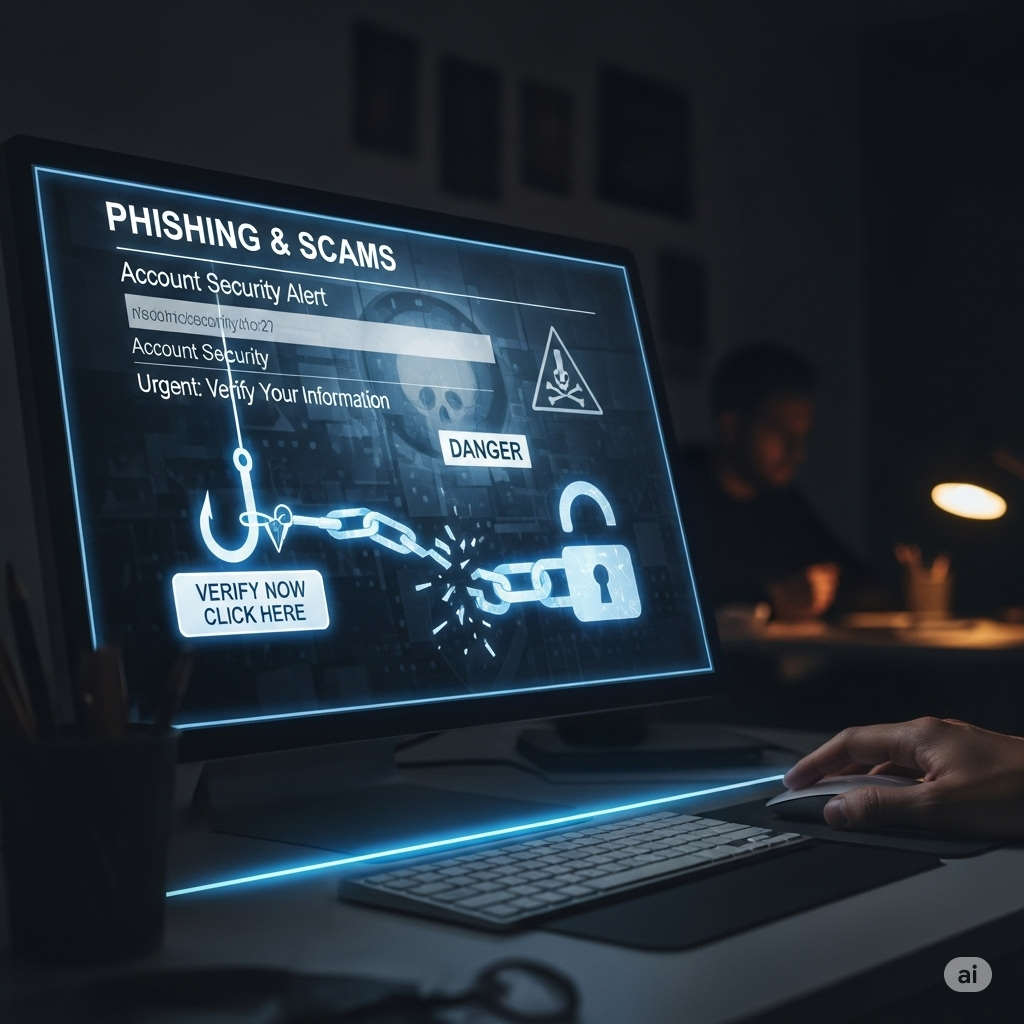 PHISHING & SCAMS
Account Security Alert
Account Security
Urgent: Verify Your Information
DANGER
VERIFY NOW
CLICK HERE
ai